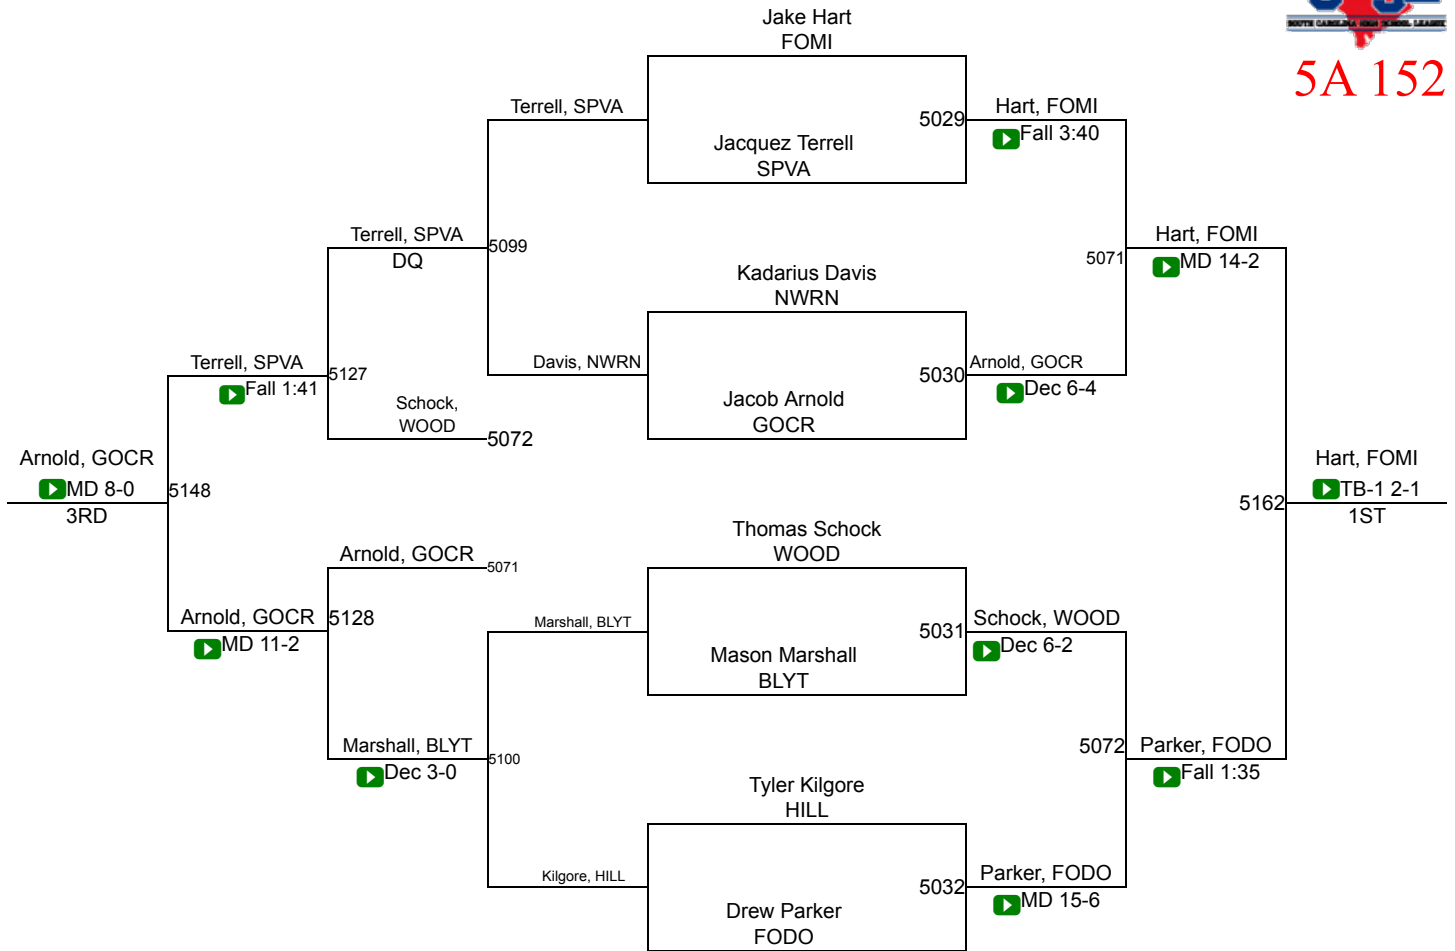 SOUTH CAROLINA HIGH SCHOOL LEAGUE
5A 152
Jake Hart
FOMI
Terrell, SPVA
5029
Hart, FOMI
Fall 3:40
Jacquez Terrell
SPVA
Terrell, SPVA
DQ
5099
Hart, FOMI
MD 14-2
5071
Kadarius Davis
NWRN
Terrell, SPVA
Fall 1:41
5127
Davis, NWRN
5030
Arnold, GOCR
Dec 6-4
Schock,
WOOD
5072
Jacob Arnold
GOCR
Arnold, GOCR
MD 8-0
3RD
5148
5162
Hart, FOMI
TB-1 2-1
1ST
Thomas Schock
WOOD
Arnold, GOCR
5071
Arnold, GOCR
MD 11-2
5128
Marshall, BLYT
5031
Schock, WOOD
Dec 6-2
Mason Marshall
BLYT
Marshall, BLYT
Dec 3-0
5100
5072
Parker, FODO
Fall 1:35
Tyler Kilgore
HILL
Kilgore, HILL
5032
Parker, FODO
MD 15-6
Drew Parker
FODO